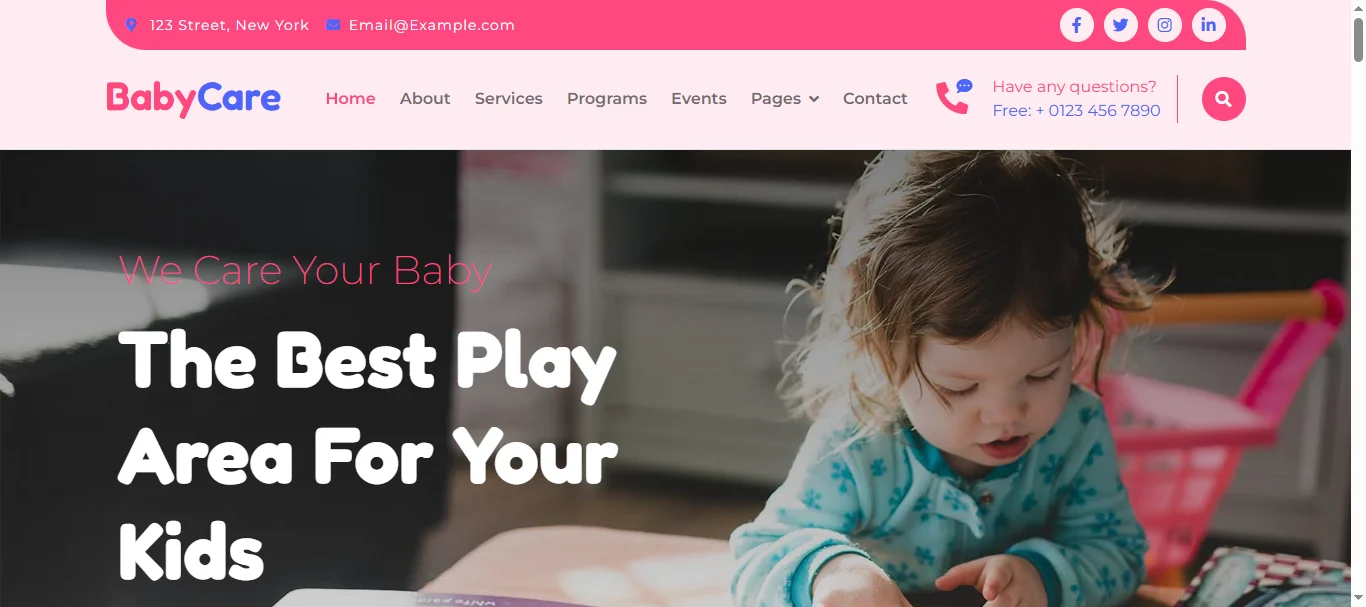 123 Street, New York Email@Example.com
BabyCare Home About Services Programs Events Pages Contact
Have any questions?
Free: + 0123 456 7890
We Care Your Baby
The Best Play
Area For Your
Kids